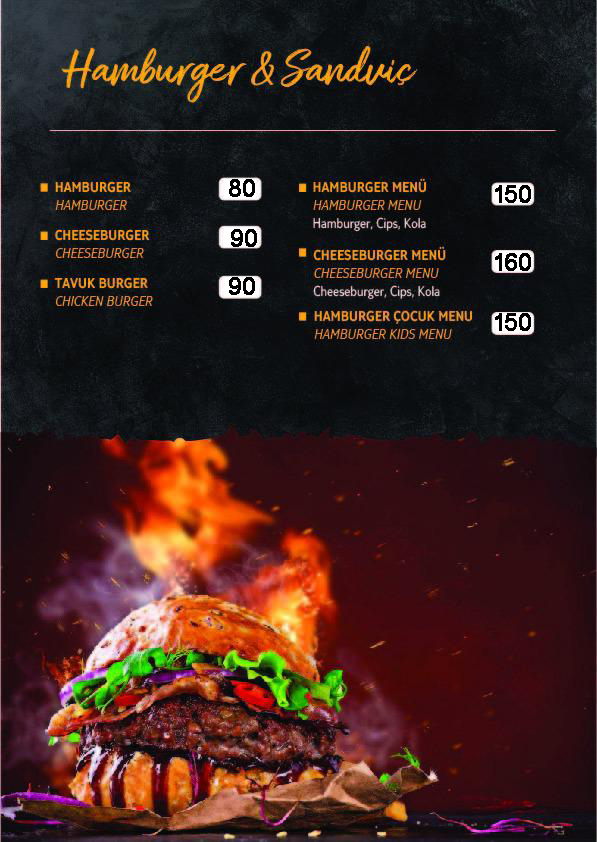 Hamburger & Sandviç
HAMBURGER 80
HAMBURGER
CHEESEBURGER 90
CHEESEBURGER
TAVUK BURGER 90
CHICKEN BURGER
HAMBURGER MENÜ 150
HAMBURGER MENU
Hamburger, Cips, Kola
CHEESEBURGER MENÜ 160
CHEESEBURGER MENU
Cheeseburger, Cips, Kola
HAMBURGER ÇOCUK MENU 150
HAMBURGER KIDS MENU